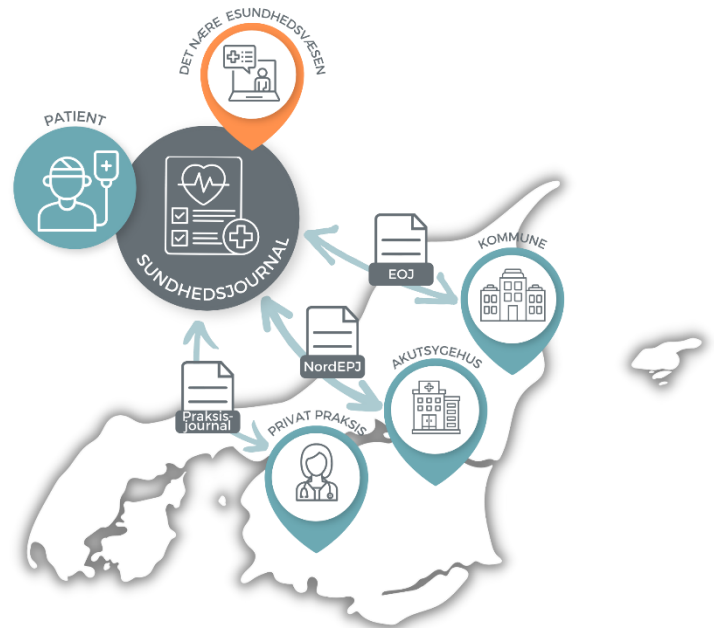 DET NÆRE ESUNDHEDSVÆSEN
PATIENT
SUNDHEDSJOURNAL
EOJ
KOMMUNE
NordEPJ
AKUTSYGEHUS
Praksis-
journal
PRIVAT PRAKSIS